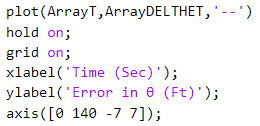 plot(ArrayT,ArrayDELTHET,'--')
hold on;
grid on;
xlabel('Time (Sec)');
ylabel('Error in θ (Ft)');
axis([0 140 -7 7]);